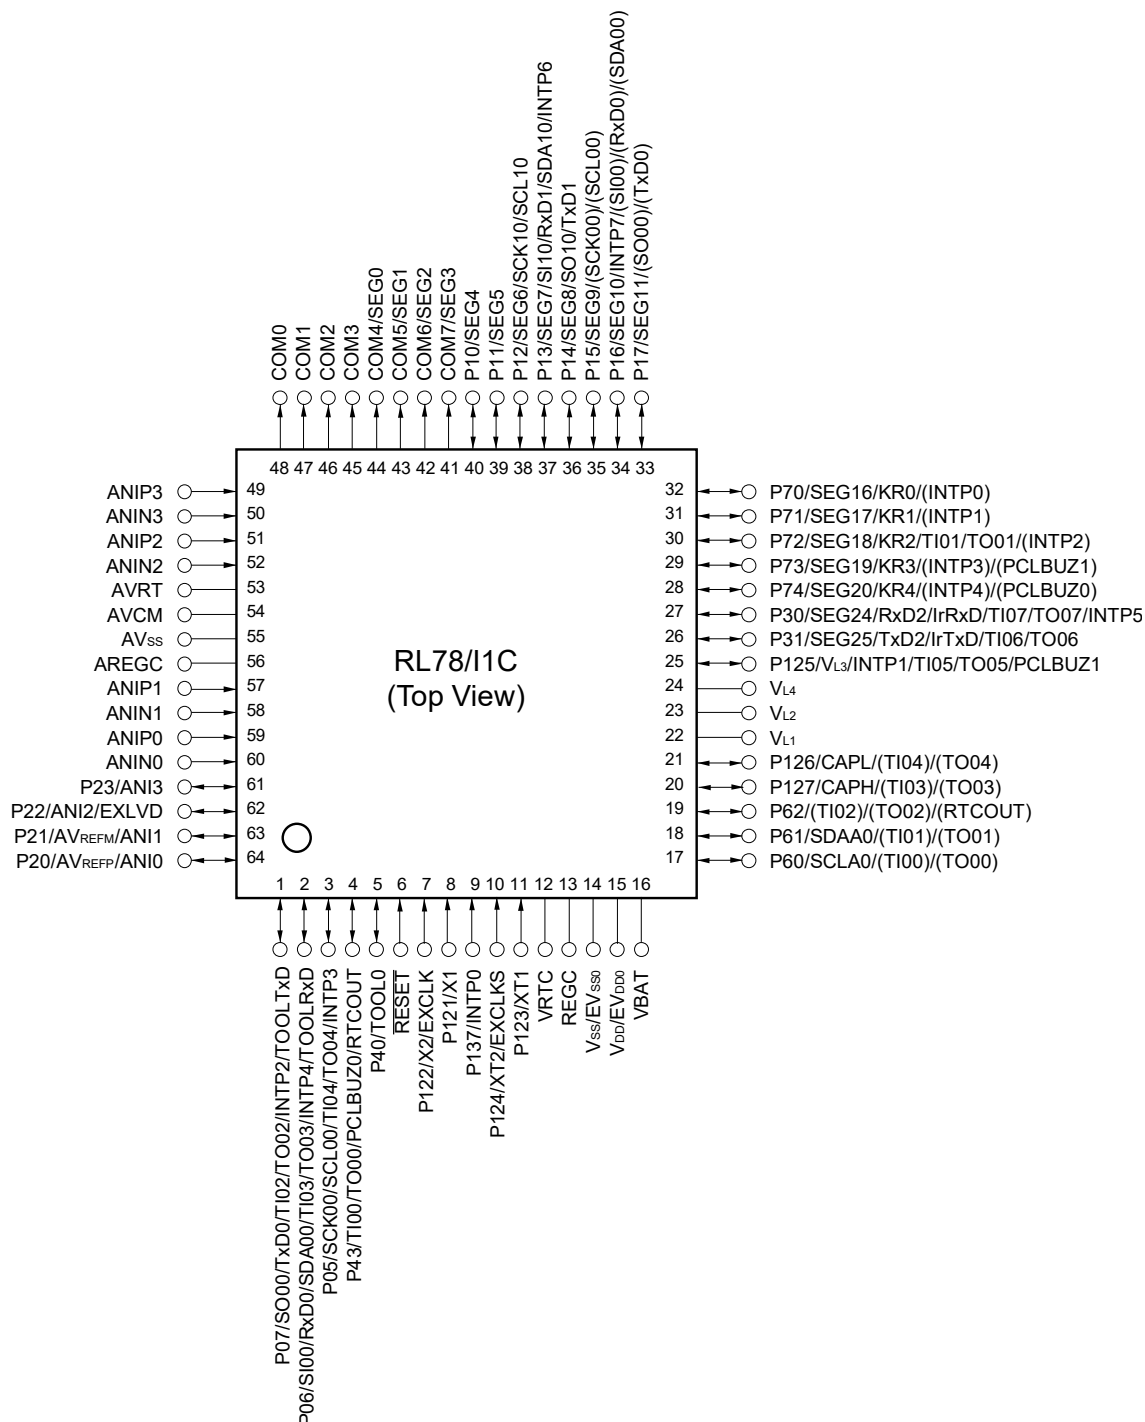 COM0
COM1
COM2
COM3
COM4/SEG0
COM5/SEG1
COM6/SEG2
COM7/SEG3
P10/SEG4
P11/SEG5
P12/SEG6/SCK10/SCL10
P13/SEG7/SI10/RxD1/SDA10/INTP6
P14/SEG8/SO10/TxD1
P15/SEG9/(SCK00)/(SCL00)
P16/SEG10/INTP7/(SI00)/(RxD0)/(SDA00)
P17/SEG11/(SO00)/(TxD0)
48 47 46 45 44 43 42 41 40 39 38 37 36 35 34 33
ANIP3 49
ANIN3 50
ANIP2 51
ANIN2 52
AVRT 53
AVCM 54
AVSS 55
AREGC 56
ANIP1 57
ANIN1 58
ANIP0 59
ANIN0 60
P23/ANI3 61
P22/ANI2/EXLVD 62
P21/AVREFM/ANI1 63
P20/AVREFP/ANI0 64
RL78/I1C
(Top View)
32 P70/SEG16/KR0/(INTP0)
31 P71/SEG17/KR1/(INTP1)
30 P72/SEG18/KR2/TI01/TO01/(INTP2)
29 P73/SEG19/KR3/(INTP3)/(PCLBUZ1)
28 P74/SEG20/KR4/(INTP4)/(PCLBUZ0)
27 P30/SEG24/RxD2/IrRxD/TI07/TO07/INTP5
26 P31/SEG25/TxD2/IrTxD/TI06/TO06
25 P125/VL3/INTP1/TI05/TO05/PCLBUZ1
24 VL4
23 VL2
22 VL1
21 P126/CAPL/(TI04)/(TO04)
20 P127/CAPH/(TI03)/(TO03)
19 P62/(TI02)/(TO02)/(RTCOUT)
18 P61/SDAA0/(TI01)/(TO01)
17 P60/SCLA0/(TI00)/(TO00)
1 2 3 4 5 6 7 8 9 10 11 12 13 14 15 16
P07/SO00/TxD0/TI02/TO02/INTP2/TOOLTxD
P06/SI00/RxD0/SDA00/TI03/TO03/INTP4/TOOLRxD
P05/SCK00/SCL00/TI04/TO04/INTP3
P43/TI00/TO00/PCLBUZ0/RTCOUT
P40/TOOL0
RESET
P122/X2/EXCLK
P121/X1
P137/INTP0
P124/XT2/EXCLKS
P123/XT1
VRTC
REGC
VSS/EVSS0
VDD/EVDD0
VBAT